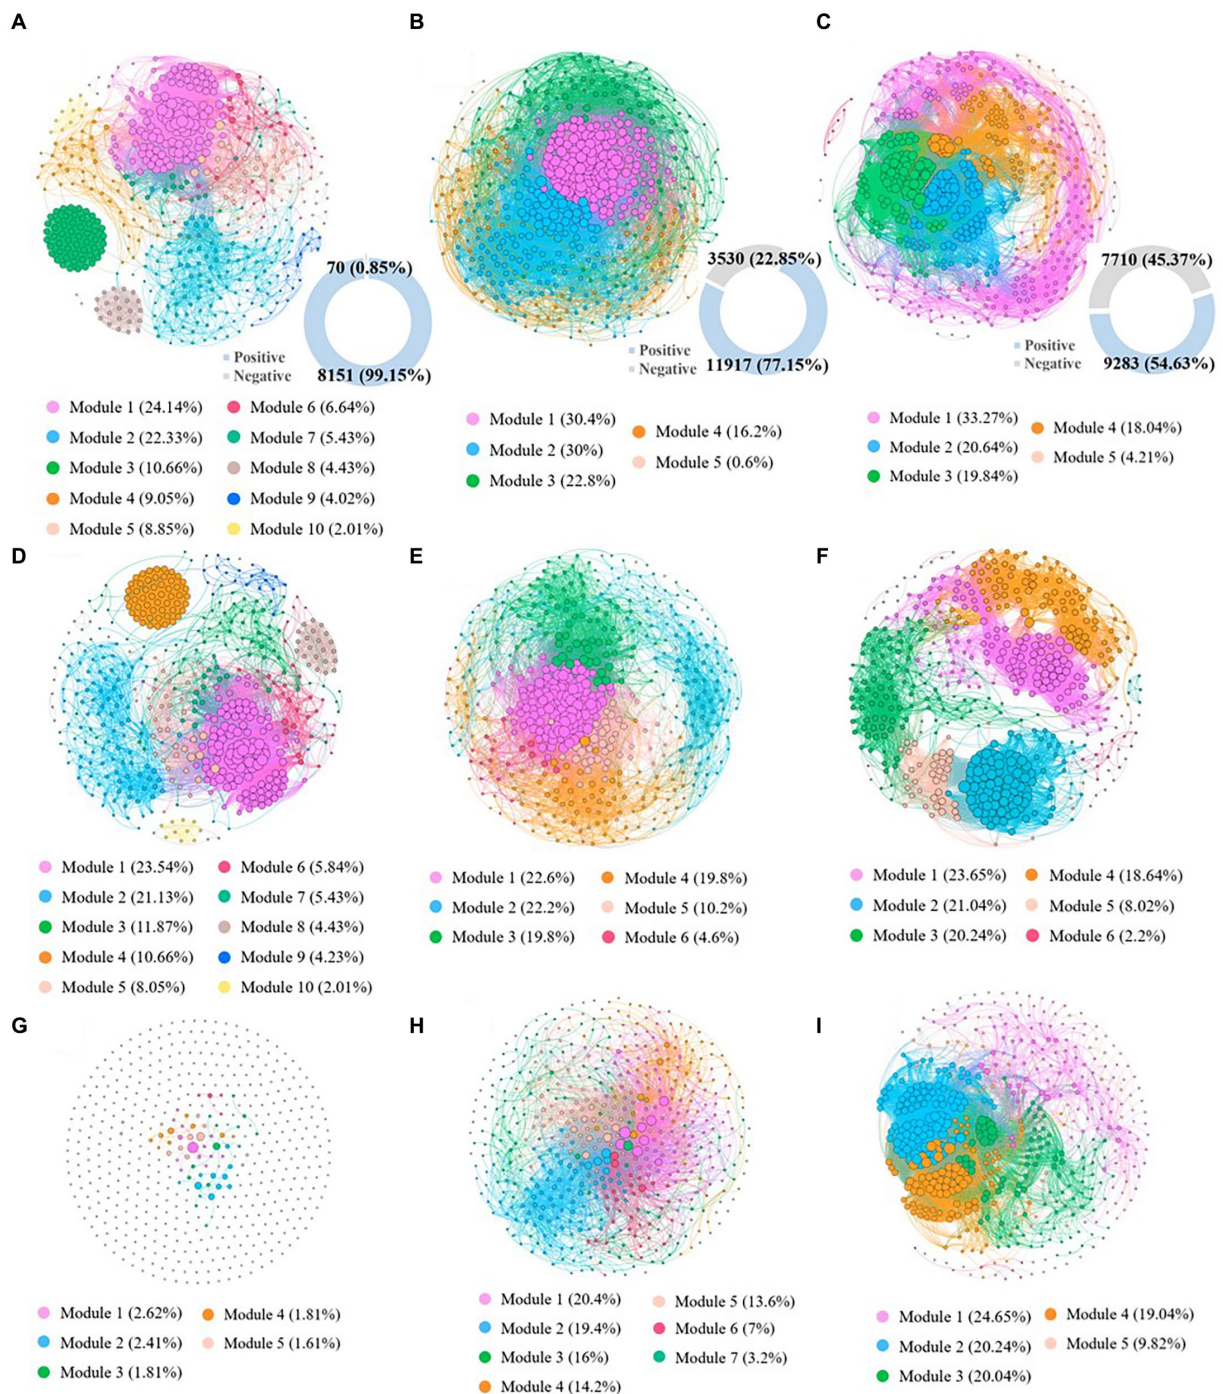 A
B
C
70 (0.85%)
Positive
Negative
8151 (99.15%)
3530 (22.85%)
Positive
Negative
11917 (77.15%)
7710 (45.37%)
Positive
Negative
9283 (54.63%)
Module 1 (24.14%)
Module 2 (22.33%)
Module 3 (10.66%)
Module 4 (9.05%)
Module 5 (8.85%)
Module 6 (6.64%)
Module 7 (5.43%)
Module 8 (4.43%)
Module 9 (4.02%)
Module 10 (2.01%)
Module 1 (30.4%)
Module 2 (30%)
Module 3 (22.8%)
Module 4 (16.2%)
Module 5 (0.6%)
Module 1 (33.27%)
Module 2 (20.64%)
Module 3 (19.84%)
Module 4 (18.04%)
Module 5 (4.21%)
D
E
F
Module 1 (23.54%)
Module 2 (21.13%)
Module 3 (11.87%)
Module 4 (10.66%)
Module 5 (8.05%)
Module 6 (5.84%)
Module 7 (5.43%)
Module 8 (4.43%)
Module 9 (4.23%)
Module 10 (2.01%)
Module 1 (22.6%)
Module 2 (22.2%)
Module 3 (19.8%)
Module 4 (19.8%)
Module 5 (10.2%)
Module 6 (4.6%)
Module 1 (23.65%)
Module 2 (21.04%)
Module 3 (20.24%)
Module 4 (18.64%)
Module 5 (8.02%)
Module 6 (2.2%)
G
H
I
Module 1 (2.62%)
Module 2 (2.41%)
Module 3 (1.81%)
Module 4 (1.81%)
Module 5 (1.61%)
Module 1 (20.4%)
Module 2 (19.4%)
Module 3 (16%)
Module 4 (14.2%)
Module 5 (13.6%)
Module 6 (7%)
Module 7 (3.2%)
Module 1 (24.65%)
Module 2 (20.24%)
Module 3 (20.04%)
Module 4 (19.04%)
Module 5 (9.82%)